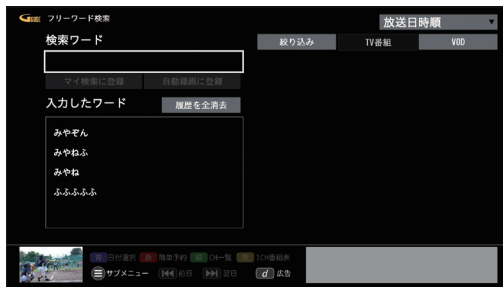 G GUIDE フリーワード検索
放送日時順
検索ワード
絞り込み TV番組 VOD
マイ検索に登録 自動録画に登録
入力したワード 履歴を全消去
みやぞん
みやねふ
みやね
ふふふふふ
青 日付選択 赤 簡単予約 緑 CH一覧 黄 1CH番組表
サブメニュー 前日 翌日 d 広告